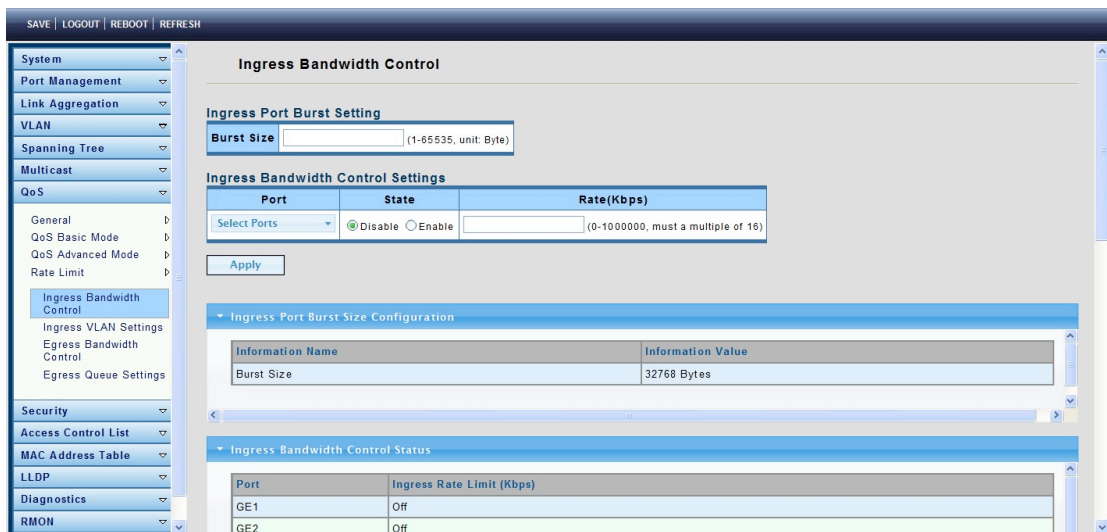 SAVE | LOGOUT | REBOOT | REFRESH
System
Port Management
Link Aggregation
VLAN
Spanning Tree
Multicast
QoS
General
QoS Basic Mode
QoS Advanced Mode
Rate Limit
Ingress Bandwidth
Control
Ingress VLAN Settings
Egress Bandwidth
Control
Egress Queue Settings
Security
Access Control List
MAC Address Table
LLDP
Diagnostics
RMON
Ingress Bandwidth Control
Ingress Port Burst Setting
Burst Size (1-65535, unit: Byte)
Ingress Bandwidth Control Settings
Port State Rate(Kbps)
Select Ports Disable Enable (0-1000000, must a multiple of 16)
Apply
Ingress Port Burst Size Configuration
Information Name Information Value
Burst Size 32768 Bytes
Ingress Bandwidth Control Status
Port Ingress Rate Limit (Kbps)
GE1 Off
GE2 Off